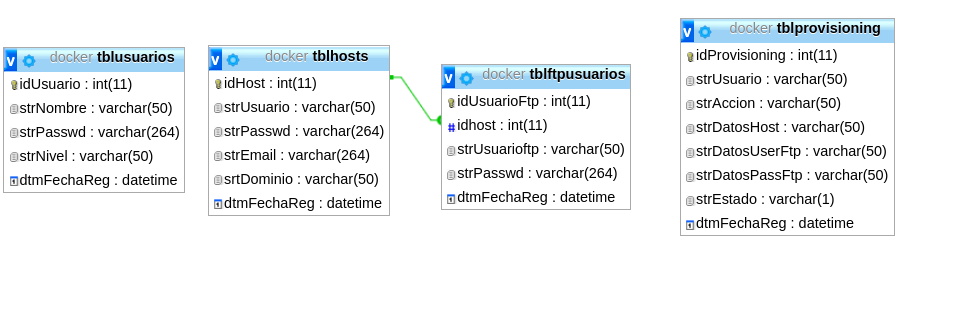 v docker tblusuarios
idUsuario : int(11)
strNombre : varchar(50)
strPasswd : varchar(264)
strNivel : varchar(50)
dtmFechaReg : datetime
v docker tblhosts
idHost : int(11)
strUsuario : varchar(50)
strPasswd : varchar(264)
strEmail : varchar(264)
srtDominio : varchar(50)
dtmFechaReg : datetime
v docker tblftpusuarios
idUsuarioFtp : int(11)
# idhost : int(11)
strUsuarioftp : varchar(50)
strPasswd : varchar(264)
dtmFechaReg : datetime
v docker tblprovisioning
idProvisioning : int(11)
strUsuario : varchar(50)
strAccion : varchar(50)
strDatosHost : varchar(50)
strDatosUserFtp : varchar(50)
strDatosPassFtp : varchar(50)
strEstado : varchar(1)
dtmFechaReg : datetime